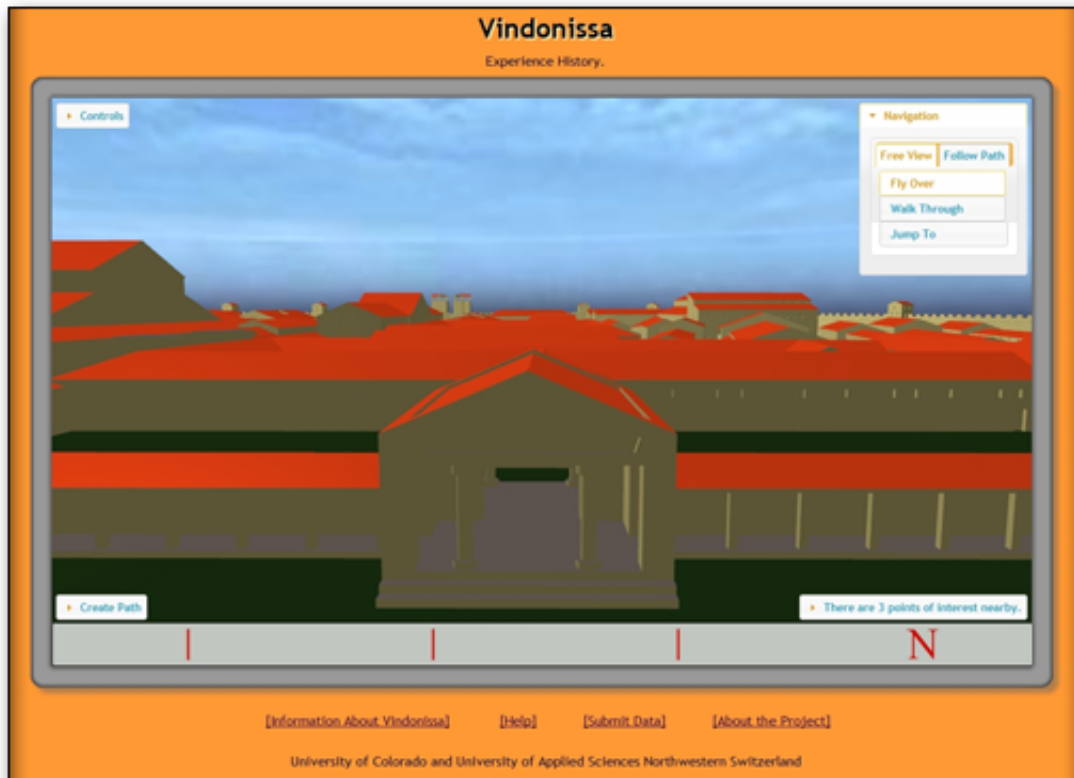 Vindonissa
Experience History.
Controls
Navigation
Free View Follow Path
Fly Over
Walk Through
Jump To
Create Path
There are 3 points of interest nearby.
N
[Information About Vindonissa] [Help] [Submit Data] [About the Project]
University of Colorado and University of Applied Sciences Northwestern Switzerland